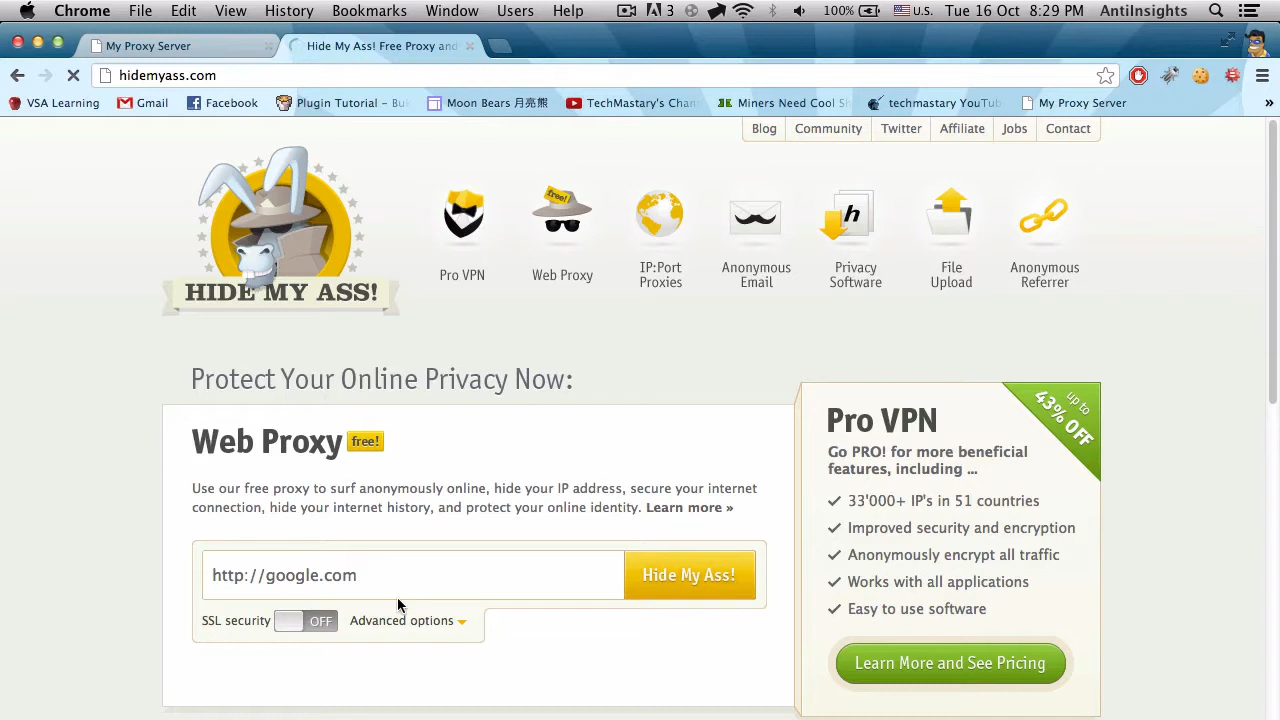 Chrome File Edit View History Bookmarks Window Users Help 3 100% U.S. Tue 16 Oct 8:29 PM AntiInsights
My Proxy Server Hide My Ass! Free Proxy and
hidemyass.com
VSA Learning Gmail Facebook Plugin Tutorial - Buk Moon Bears 月亮熊 TechMastary's Chan Miners Need Cool Sh techmastary YouTub My Proxy Server »
Blog Community Twitter Affiliate Jobs Contact
free!
h
Pro VPN Web Proxy IP:Port Proxies Anonymous Email Privacy Software File Upload Anonymous Referrer
HIDE MY ASS!
Protect Your Online Privacy Now:
Web Proxy free!
Use our free proxy to surf anonymously online, hide your IP address, secure your internet
connection, hide your internet history, and protect your online identity. Learn more »
http://google.com Hide My Ass!
SSL security OFF Advanced options
up to
43% OFF
Pro VPN
Go PRO! for more beneficial
features, including ...
33'000+ IP's in 51 countries
Improved security and encryption
Anonymously encrypt all traffic
Works with all applications
Easy to use software
Learn More and See Pricing